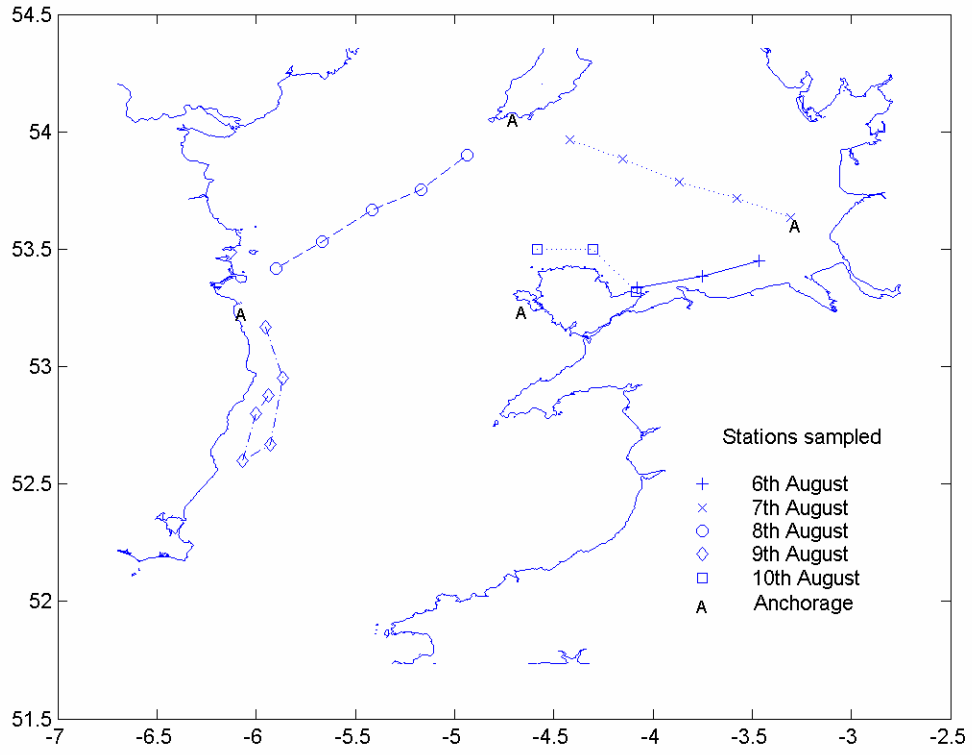 54.5
54
A
A
53.5
A
A
53
Stations sampled
52.5
6th August
7th August
8th August
9th August
10th August
52
A Anchorage
51.5
-7 -6.5 -6 -5.5 -5 -4.5 -4 -3.5 -3 -2.5